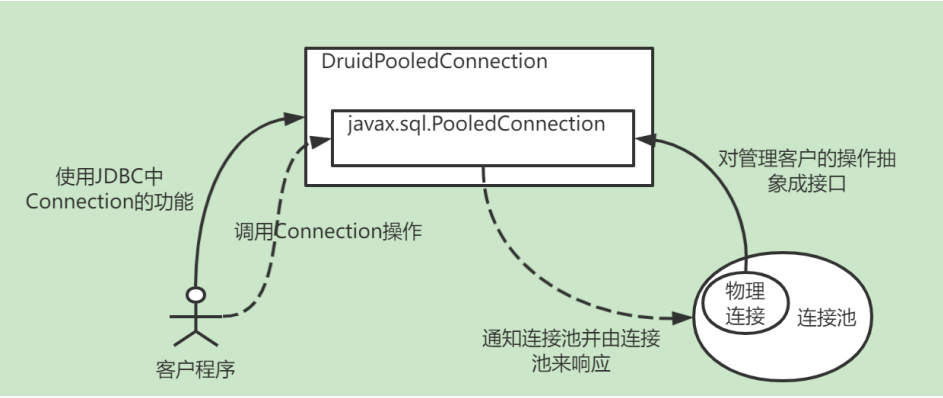 DruidPooledConnection
javax.sql.PooledConnection
使用JDBC中
Connection的功能
调用Connection操作
对管理客户的操作抽
象成接口
物理
连接
连接池
通知连接池并由连接
池来响应
客户程序